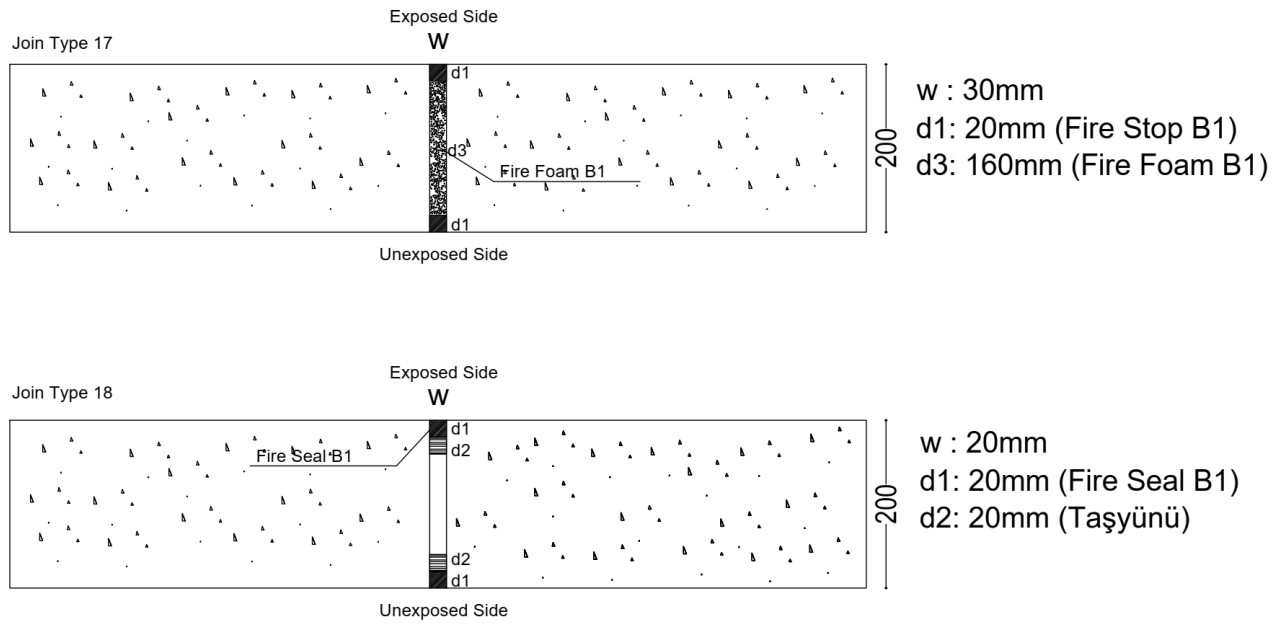 Exposed Side
Join Type 17
w
d1
w : 30mm
d1: 20mm (Fire Stop B1)
d3: 160mm (Fire Foam B1)
200
d3
Fire Foam B1
d1
Unexposed Side
Exposed Side
Join Type 18
w
d1
Fire Seal B1
d2
w : 20mm
d1: 20mm (Fire Seal B1)
d2: 20mm (Taşyünü)
200
d2
d1
Unexposed Side